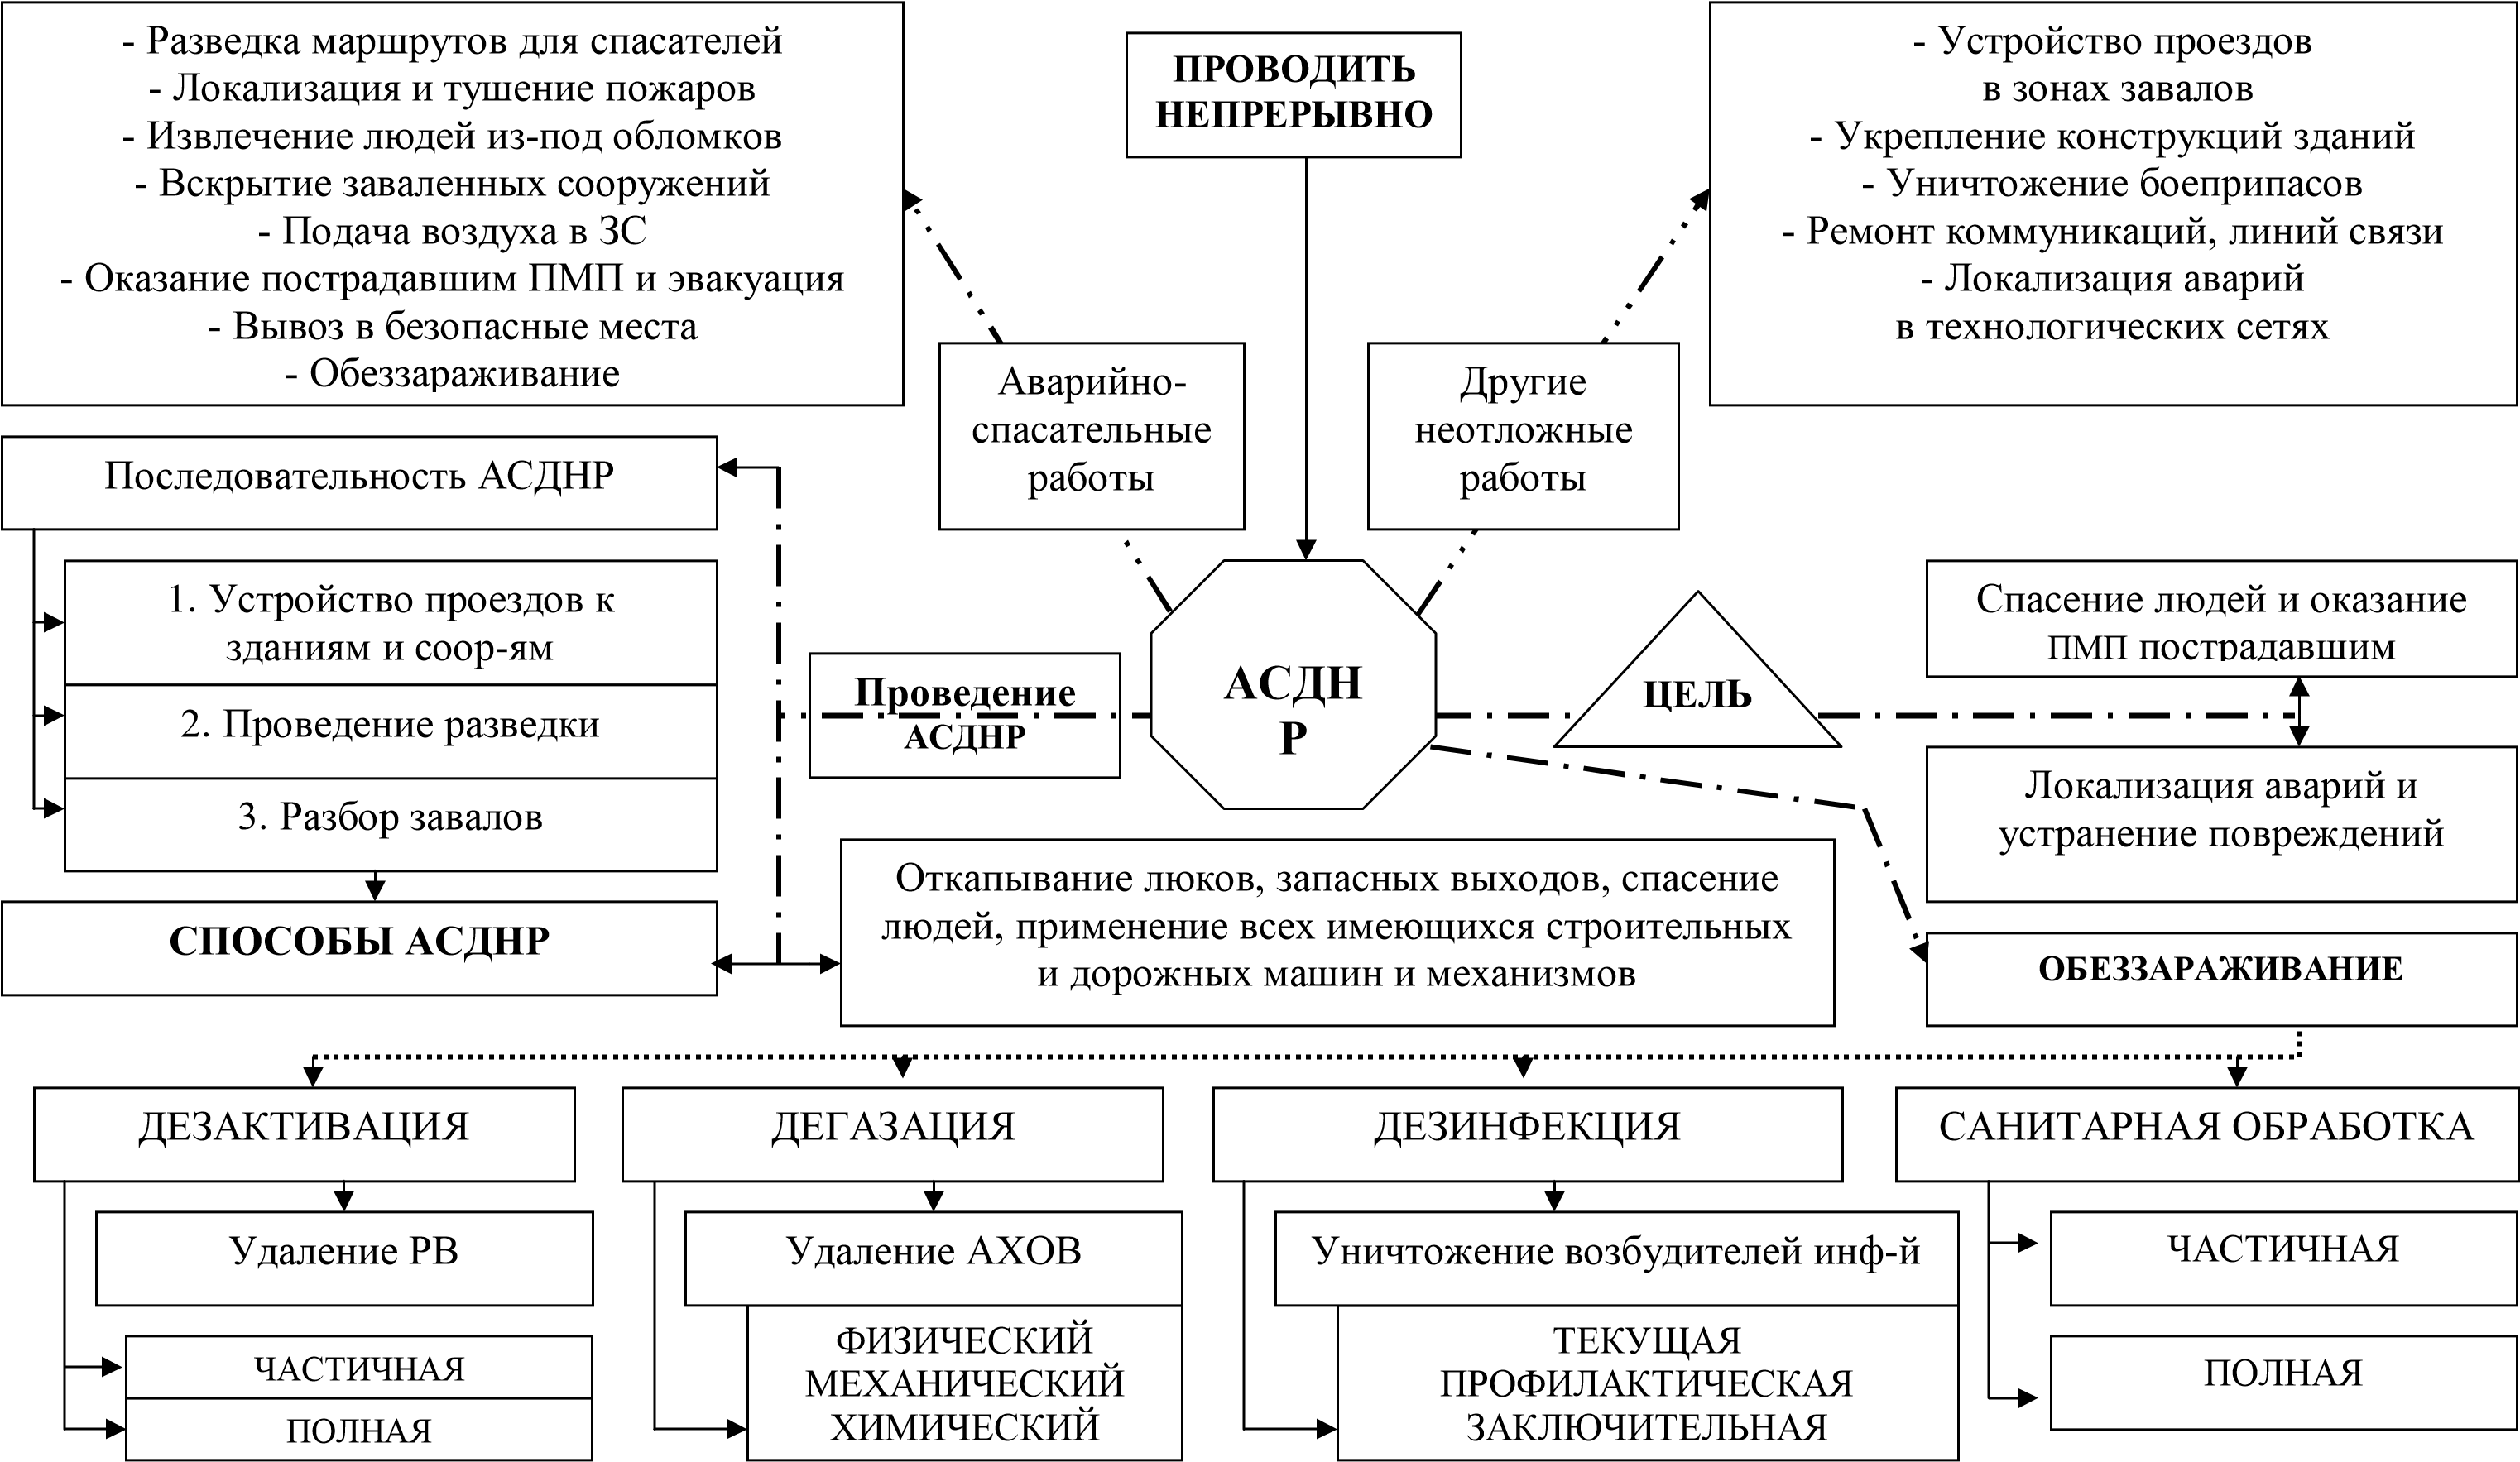 - Разведка маршрутов для спасателей
- Локализация и тушение пожаров
- Извлечение людей из-под обломков
- Вскрытие заваленных сооружений
- Подача воздуха в ЗС
- Оказание пострадавшим ПМП и эвакуация
- Вывоз в безопасные места
- Обеззараживание
ПРОВОДИТЬ
НЕПРЕРЫВНО
- Устройство проездов
в зонах завалов
- Укрепление конструкций зданий
- Уничтожение боеприпасов
- Ремонт коммуникаций, линий связи
- Локализация аварий
в технологических сетях
Аварийно-
спасательные
работы
Другие
неотложные
работы
Последовательность АСДНР
1. Устройство проездов к
зданиям и соор-ям
2. Проведение разведки
3. Разбор завалов
СПОСОБЫ АСДНР
Проведение
АСДНР
АСДН
Р
ЦЕЛЬ
Спасение людей и оказание
ПМП пострадавшим
Локализация аварий и
устранение повреждений
Откапывание люков, запасных выходов, спасение
людей, применение всех имеющихся строительных
и дорожных машин и механизмов
ОБЕЗЗАРАЖИВАНИЕ
ДЕЗАКТИВАЦИЯ
Удаление РВ
ЧАСТИЧНАЯ
ПОЛНАЯ
ДЕГАЗАЦИЯ
Удаление АХОВ
ФИЗИЧЕСКИЙ
МЕХАНИЧЕСКИЙ
ХИМИЧЕСКИЙ
ДЕЗИНФЕКЦИЯ
Уничтожение возбудителей инф-й
ТЕКУЩАЯ
ПРОФИЛАКТИЧЕСКАЯ
ЗАКЛЮЧИТЕЛЬНАЯ
САНИТАРНАЯ ОБРАБОТКА
ЧАСТИЧНАЯ
ПОЛНАЯ